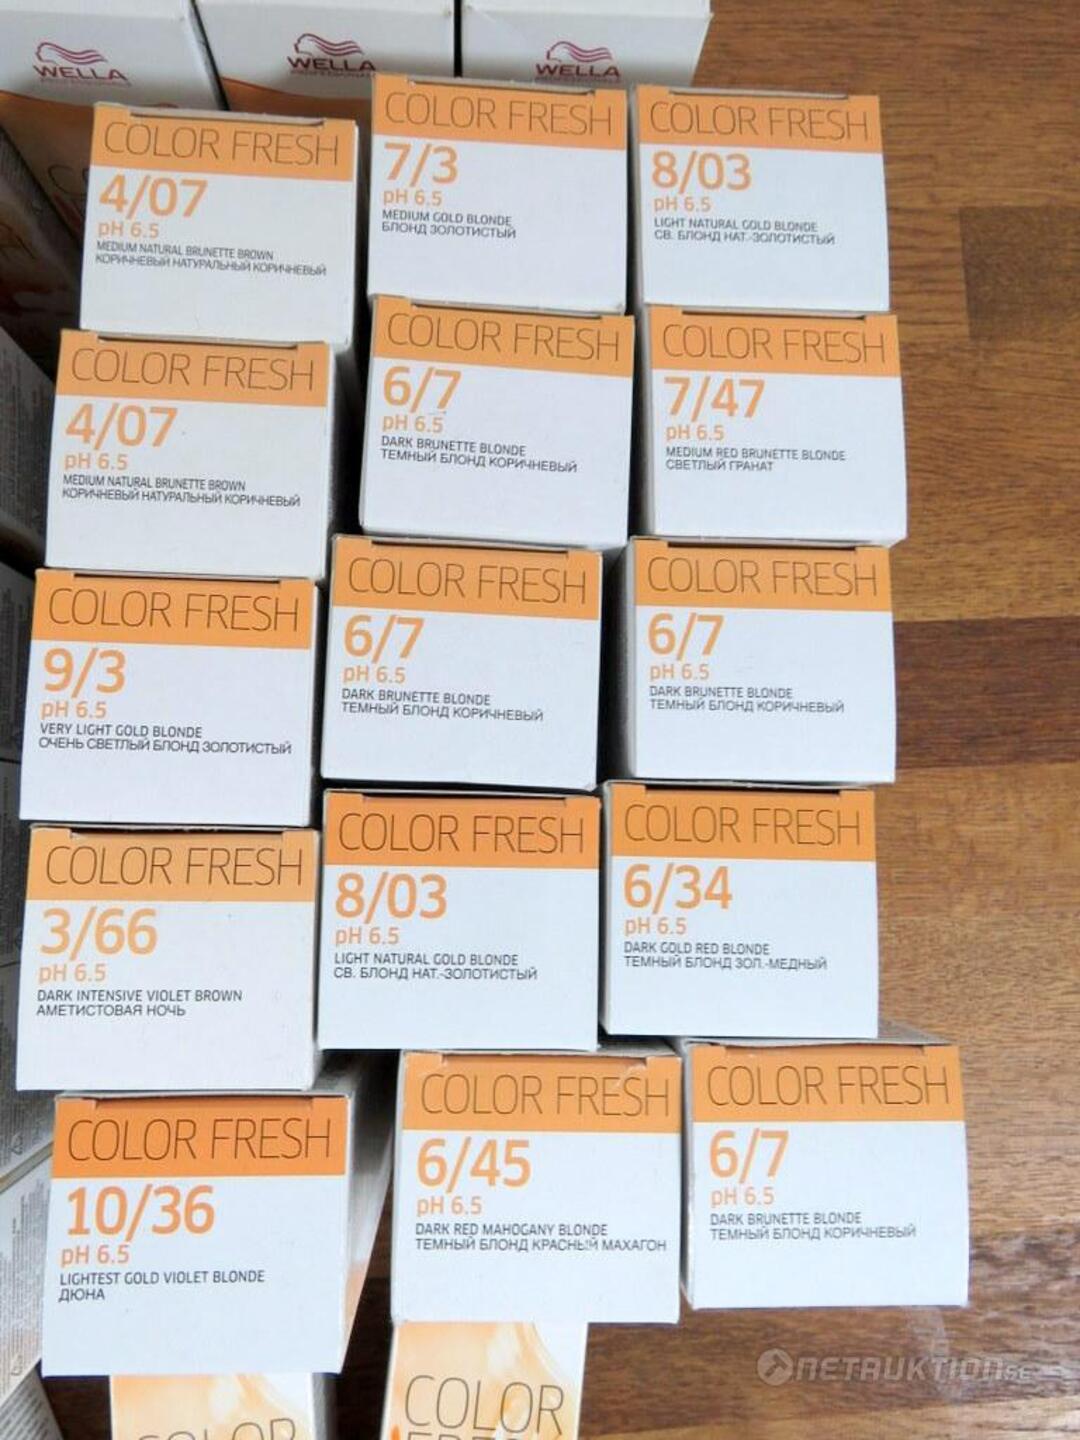 WELLA
PROFESSIONALS
WELLA
PROFESSIONALS
WELLA
PROFESSIONALS
COLOR FRESH
4/07
pH 6.5
MEDIUM NATURAL BRUNETTE BROWN
КОРИЧНЕВЫЙ НАТУРАЛЬНЫЙ КОРИЧНЕВЫЙ
COLOR FRESH
7/3
pH 6.5
MEDIUM GOLD BLONDE
БЛОНД ЗОЛОТИСТЫЙ
COLOR FRESH
8/03
pH 6.5
LIGHT NATURAL GOLD BLONDE
СВ. БЛОНД НАТ.-ЗОЛОТИСТЫЙ
COLOR FRESH
4/07
pH 6.5
MEDIUM NATURAL BRUNETTE BROWN
КОРИЧНЕВЫЙ НАТУРАЛЬНЫЙ КОРИЧНЕВЫЙ
COLOR FRESH
6/7
pH 6.5
DARK BRUNETTE BLONDE
ТЕМНЫЙ БЛОНД КОРИЧНЕВЫЙ
COLOR FRESH
7/47
pH 6.5
MEDIUM RED BRUNETTE BLONDE
СВЕТЛЫЙ ГРАНАТ
COLOR FRESH
9/3
pH 6.5
VERY LIGHT GOLD BLONDE
ОЧЕНЬ СВЕТЛЫЙ БЛОНД ЗОЛОТИСТЫЙ
COLOR FRESH
6/7
pH 6.5
DARK BRUNETTE BLONDE
ТЕМНЫЙ БЛОНД КОРИЧНЕВЫЙ
COLOR FRESH
6/7
pH 6.5
DARK BRUNETTE BLONDE
ТЕМНЫЙ БЛОНД КОРИЧНЕВЫЙ
COLOR FRESH
3/66
pH 6.5
DARK INTENSIVE VIOLET BROWN
АМЕТИСТОВАЯ НОЧЬ
COLOR FRESH
8/03
pH 6.5
LIGHT NATURAL GOLD BLONDE
СВ. БЛОНД НАТ.-ЗОЛОТИСТЫЙ
COLOR FRESH
6/34
pH 6.5
DARK GOLD RED BLONDE
ТЕМНЫЙ БЛОНД ЗОЛ.-МЕДНЫЙ
COLOR FRESH
10/36
pH 6.5
LIGHTEST GOLD VIOLET BLONDE
ДЮНА
COLOR FRESH
6/45
pH 6.5
DARK RED MAHOGANY BLONDE
ТЕМНЫЙ БЛОНД КРАСНЫЙ МАХАГОН
COLOR FRESH
6/7
pH 6.5
DARK BRUNETTE BLONDE
ТЕМНЫЙ БЛОНД КОРИЧНЕВЫЙ
COLOR
COLOR
FRESH
NETAUKTION.SE